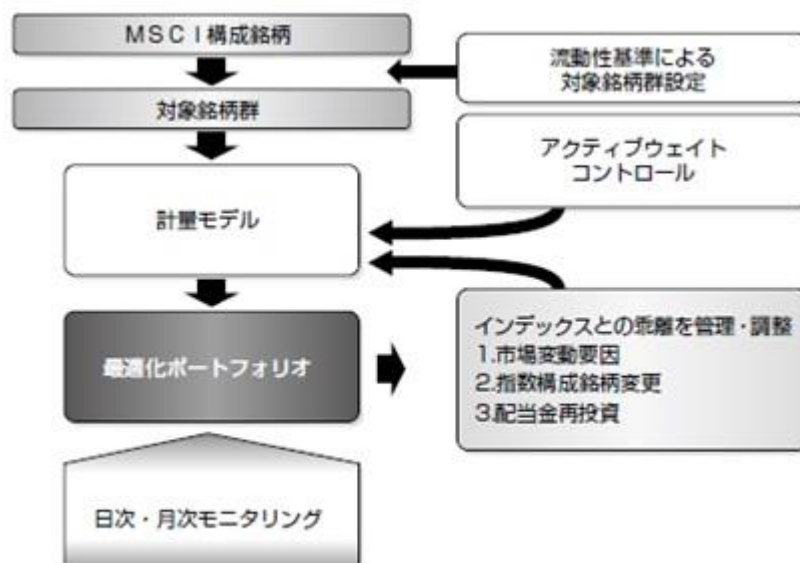 MSCI構成銘柄
流動性基準による
対象銘柄群設定
対象銘柄群
アクティブウェイト
コントロール
計量モデル
最適化ポートフォリオ
インデックスとの乖離を管理・調整
1.市場変動要因
2.指数構成銘柄変更
3.配当金再投資
日次・月次モニタリング